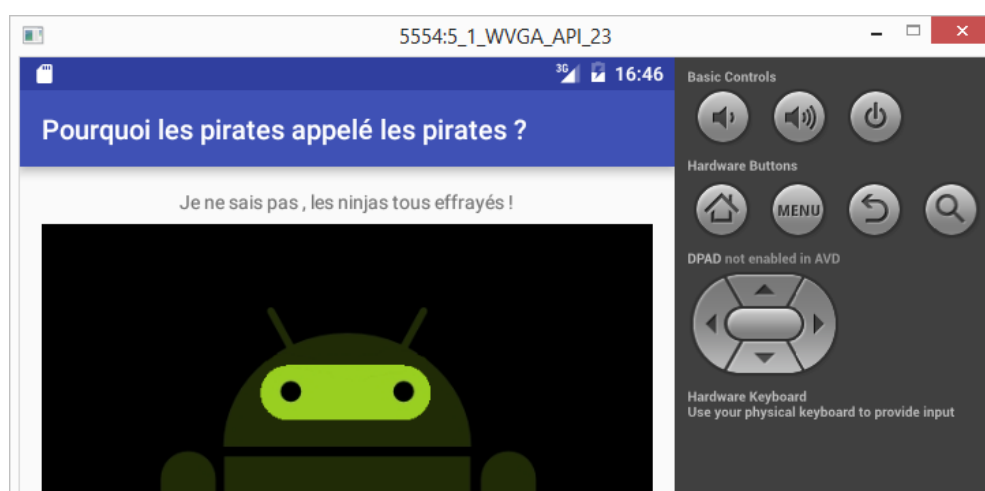 5554:5_1_WVGA_API_23
3G 16:46
Pourquoi les pirates appelé les pirates ?
Je ne sais pas , les ninjas tous effrayés !
Basic Controls
Hardware Buttons
MENU
DPAD not enabled in AVD
Hardware Keyboard
Use your physical keyboard to provide input